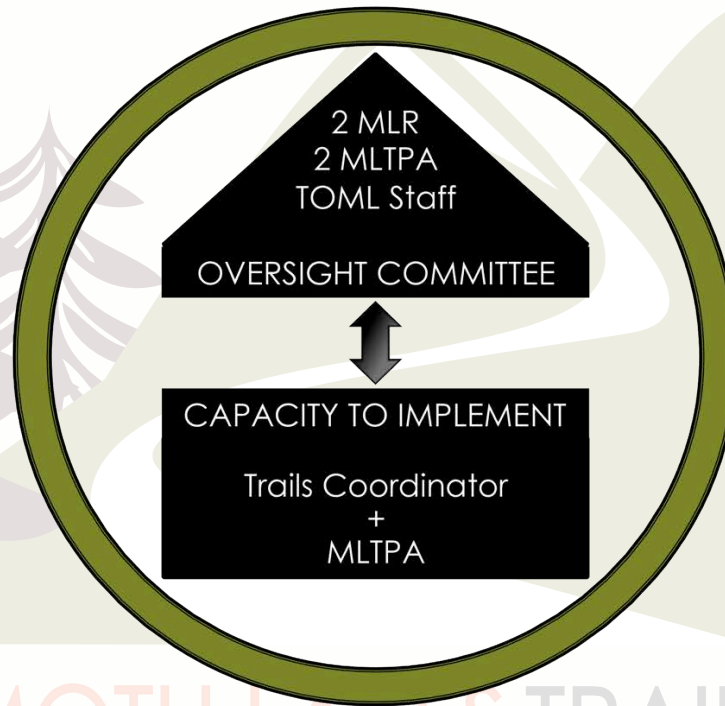 2 MLR
2 MLTPA
TOML Staff
OVERSIGHT COMMITTEE
CAPACITY TO IMPLEMENT
Trails Coordinator
+
MLTPA